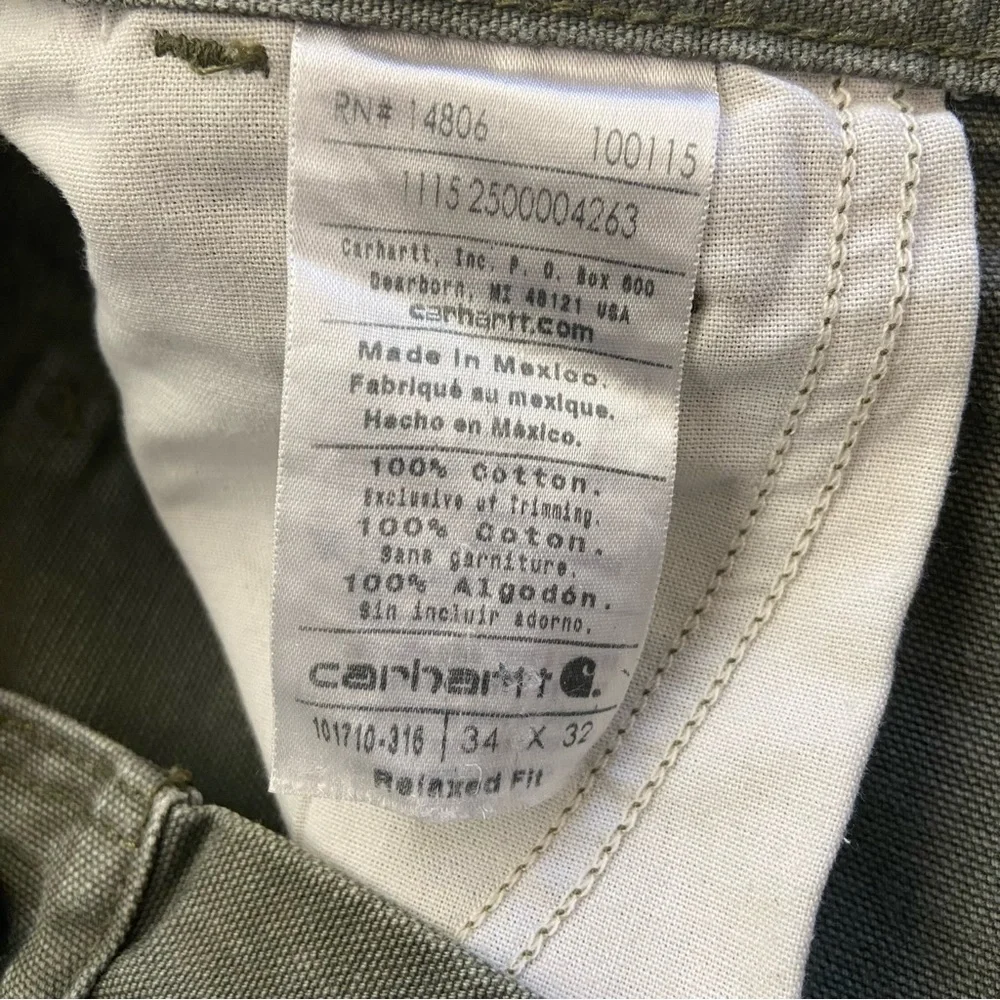 RN# 14806 100115
1115 2500004263
Carhartt, Inc. P. O. Box 600
Dearborn, MI 48121 USA
carhartt.com
Made in Mexico.
Fabriqué au mexique.
Hecho en México.
100% Cotton.
Exclusive of Trimming.
100% Coton.
Sans garniture.
100% Algodón.
Sin incluir adorno.
carhartt
101710-316 34 X 32
Relaxed Fit